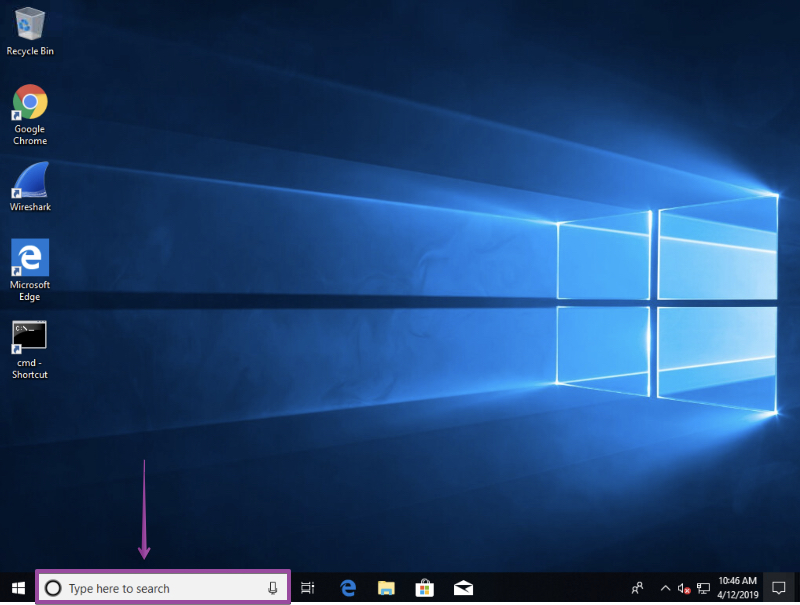 Recycle Bin
Google
Chrome
Wireshark
Microsoft
Edge
C:\_
cmd -
Shortcut
Type here to search
10:46 AM
4/12/2019